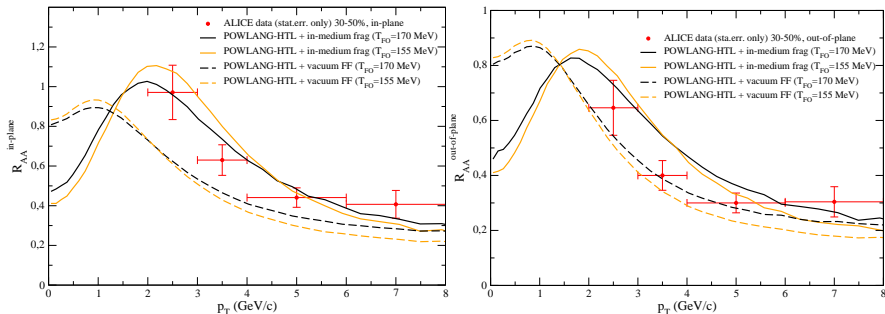 ALICE data (stat.err. only) 30-50%, in-plane
POWLANG-HTL + in-medium frag (T_FO=170 MeV)
POWLANG-HTL + in-medium frag (T_FO=155 MeV)
POWLANG-HTL + vacuum FF (T_FO=170 MeV)
POWLANG-HTL + vacuum FF (T_FO=155 MeV)
1,4
1,2
1
0,8
0,6
0,4
0,2
0
R_AA^in-plane
0 1 2 3 4 5 6 7 8
p_T (GeV/c)
ALICE data (stat.err. only) 30-50%, out-of-plane
POWLANG-HTL + in-medium frag (T_FO=170 MeV)
POWLANG-HTL + in-medium frag (T_FO=155 MeV)
POWLANG-HTL + vacuum FF (T_FO=170 MeV)
POWLANG-HTL + vacuum FF (T_FO=155 MeV)
1
0,8
0,6
0,4
0,2
0
R_AA^out-of-plane
0 1 2 3 4 5 6 7 8
p_T (GeV/c)